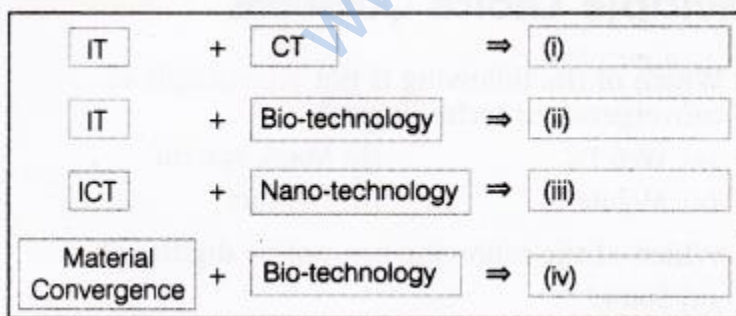 IT + CT ⇒ (i)
IT + Bio-technology ⇒ (ii)
ICT + Nano-technology ⇒ (iii)
Material
Convergence + Bio-technology ⇒ (iv)